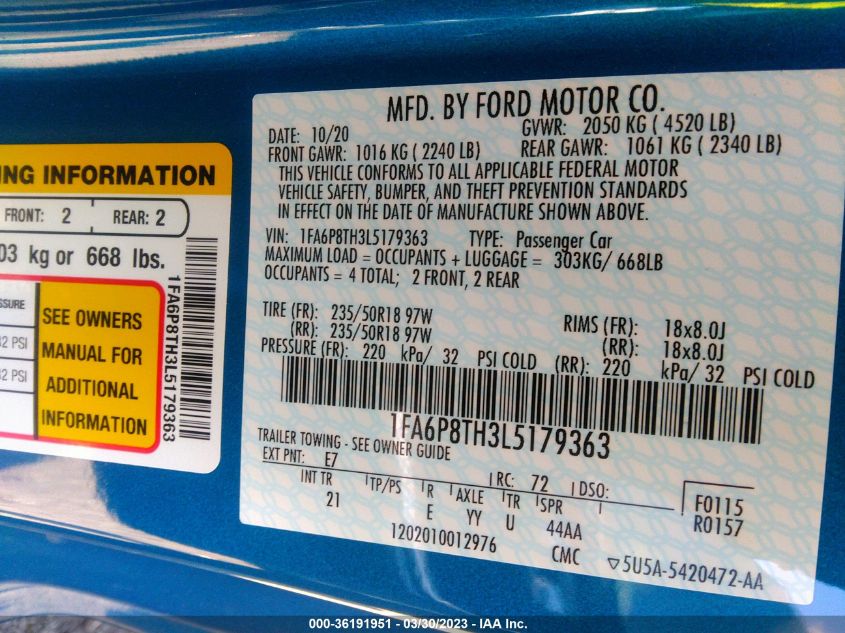 NG INFORMATION
FRONT: 2 REAR: 2
03 kg or 668 lbs.
SSURE
32 PSI
32 PSI
SEE OWNERS
MANUAL FOR
ADDITIONAL
INFORMATION
1FA6P8TH3L5179363
MFD. BY FORD MOTOR CO.
DATE: 10/20 GVWR: 2050 KG ( 4520 LB)
FRONT GAWR: 1016 KG ( 2240 LB) REAR GAWR: 1061 KG ( 2340 LB)
THIS VEHICLE CONFORMS TO ALL APPLICABLE FEDERAL MOTOR
VEHICLE SAFETY, BUMPER, AND THEFT PREVENTION STANDARDS
IN EFFECT ON THE DATE OF MANUFACTURE SHOWN ABOVE.
VIN: 1FA6P8TH3L5179363 TYPE: Passenger Car
MAXIMUM LOAD = OCCUPANTS + LUGGAGE = 303KG/ 668LB
OCCUPANTS = 4 TOTAL; 2 FRONT, 2 REAR
TIRE (FR): 235/50R18 97W RIMS (FR): 18x8.0J
(RR): 235/50R18 97W (RR): 18x8.0J
PRESSURE (FR): 220 kPa/ 32 PSI COLD (RR): 220 kPa/ 32 PSI COLD
1FA6P8TH3L5179363
TRAILER TOWING - SEE OWNER GUIDE
EXT PNT: E7 RC: 72 DSO: F0115
INT TR TP/PS R AXLE TR SPR R0157
21 E YY U 44AA
1202010012976 CMC ▽5U5A-5420472-AA
000-36191951 - 03/30/2023 - IAA Inc.